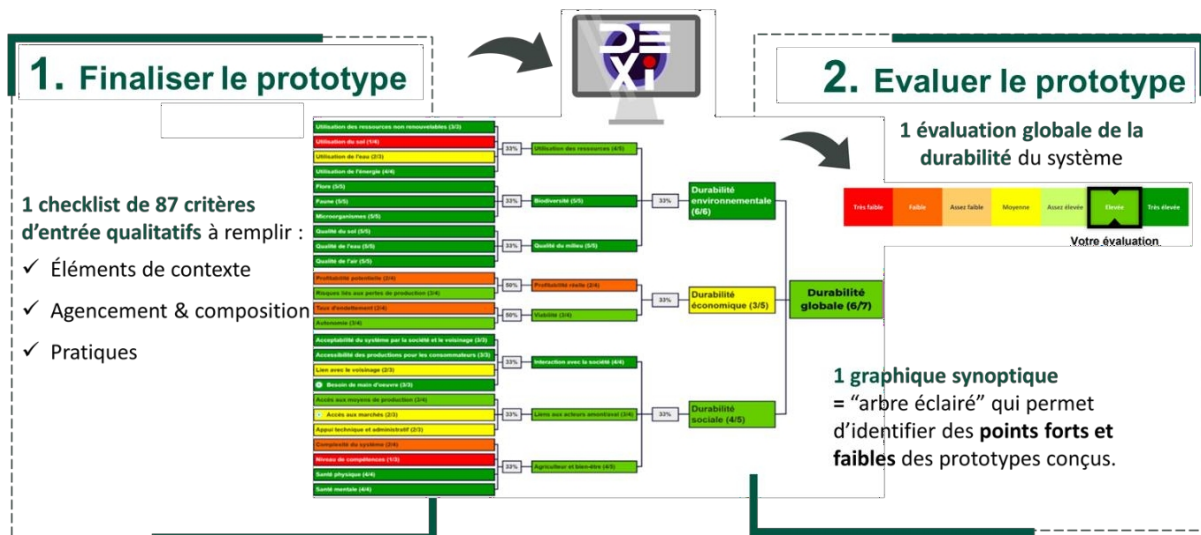 1. Finaliser le prototype
DEXi
2. Evaluer le prototype
1 checklist de 87 critères
d'entrée qualitatifs à remplir :
✓ Éléments de contexte
✓ Agencement & composition
✓ Pratiques
Utilisation des ressources non renouvelables (3/3)
Utilisation du sol (1/4)
Utilisation de l'eau (2/3)
Utilisation de l'énergie (4/4)
Flore (5/5)
Faune (5/5)
Microorganismes (5/5)
Qualité du sol (5/5)
Qualité de l'eau (5/5)
Qualité de l'air (5/5)
Profitabilité potentielle (2/4)
Risques liés aux pertes de production (3/4)
Taux d'endettement (2/4)
Autonomie (3/4)
Acceptabilité du système par la société et le voisinage (3/3)
Accessibilité des productions pour les consommateurs (3/3)
Lien avec le voisinage (2/3)
Besoin de main d'oeuvre (3/3)
Accès aux moyens de production (3/4)
Accès aux marchés (2/3)
Appui technique et administratif (2/3)
Complexité du système (2/4)
Niveau de compétences (1/3)
Santé physique (4/4)
Santé mentale (4/4)
33%
33%
33%
50%
50%
33%
33%
33%
Utilisation des ressources (4/5)
Biodiversité (5/5)
Qualité du milieu (5/5)
Profitabilité réelle (2/4)
Viabilité (3/4)
Interaction avec la société (4/4)
Liens aux acteurs
Agriculteur et bien-être
33%
33%
33%
Durabilité
environnementale
(6/6)
Durabilité
économique (3/5)
Durabilité
sociale (4/5)
Durabilité
globale (6/7)
1 évaluation globale de la
durabilité du système
Très faible
Faible
Assez faible
Moyenne
Assez élevée
Elevée
Très élevée
Votre évaluation
1 graphique synoptique
= “arbre éclairé” qui permet
d'identifier des points forts et
faibles des prototypes conçus.